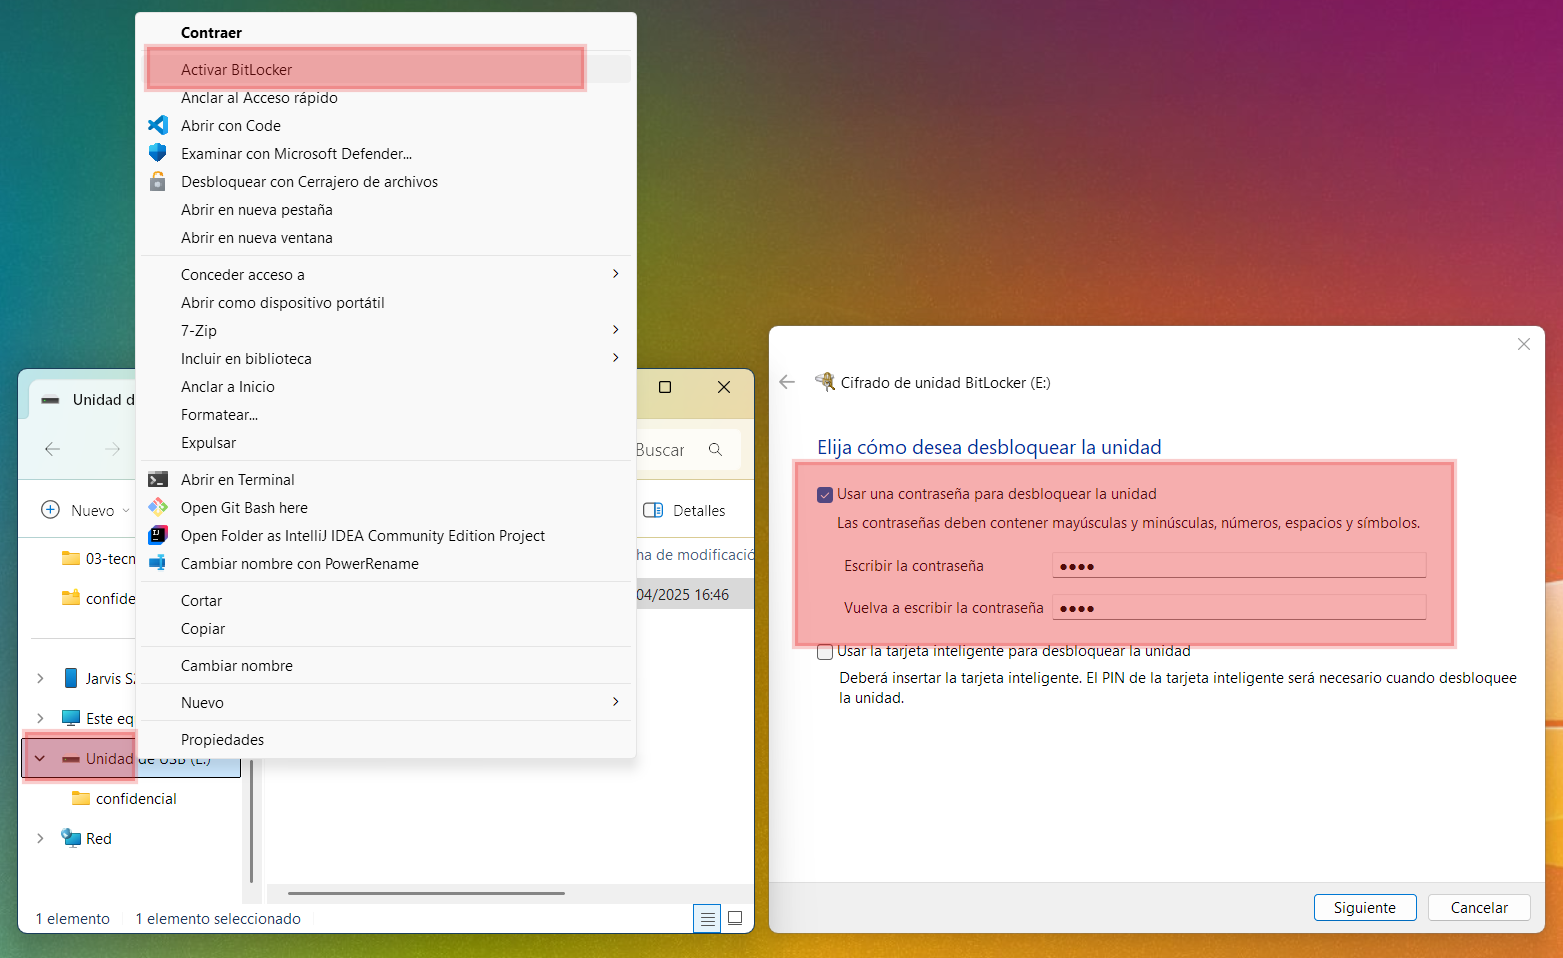 Contraer
Activar BitLocker
Anclar al Acceso rápido
Abrir con Code
Examinar con Microsoft Defender...
Desbloquear con Cerrajero de archivos
Abrir en nueva pestaña
Abrir en nueva ventana
Conceder acceso a
Abrir como dispositivo portátil
7-Zip
Incluir en biblioteca
Anclar a Inicio
Formatear...
Expulsar
Abrir en Terminal
Open Git Bash here
Open Folder as IntelliJ IDEA Community Edition Project
Cambiar nombre con PowerRename
Cortar
Copiar
Cambiar nombre
Nuevo
Propiedades
Unidad d
Buscar
Nuevo
Detalles
03-tecn
ha de modificació
confide
04/2025 16:46
Jarvis S
Este eq
Unidad de USB (E:)
confidencial
Red
1 elemento
1 elemento seleccionado
Cifrado de unidad BitLocker (E:)
Elija cómo desea desbloquear la unidad
Usar una contraseña para desbloquear la unidad
Las contraseñas deben contener mayúsculas y minúsculas, números, espacios y símbolos.
Escribir la contraseña
Vuelva a escribir la contraseña
Usar la tarjeta inteligente para desbloquear la unidad
Deberá insertar la tarjeta inteligente. El PIN de la tarjeta inteligente será necesario cuando desbloquee
la unidad.
Siguiente
Cancelar